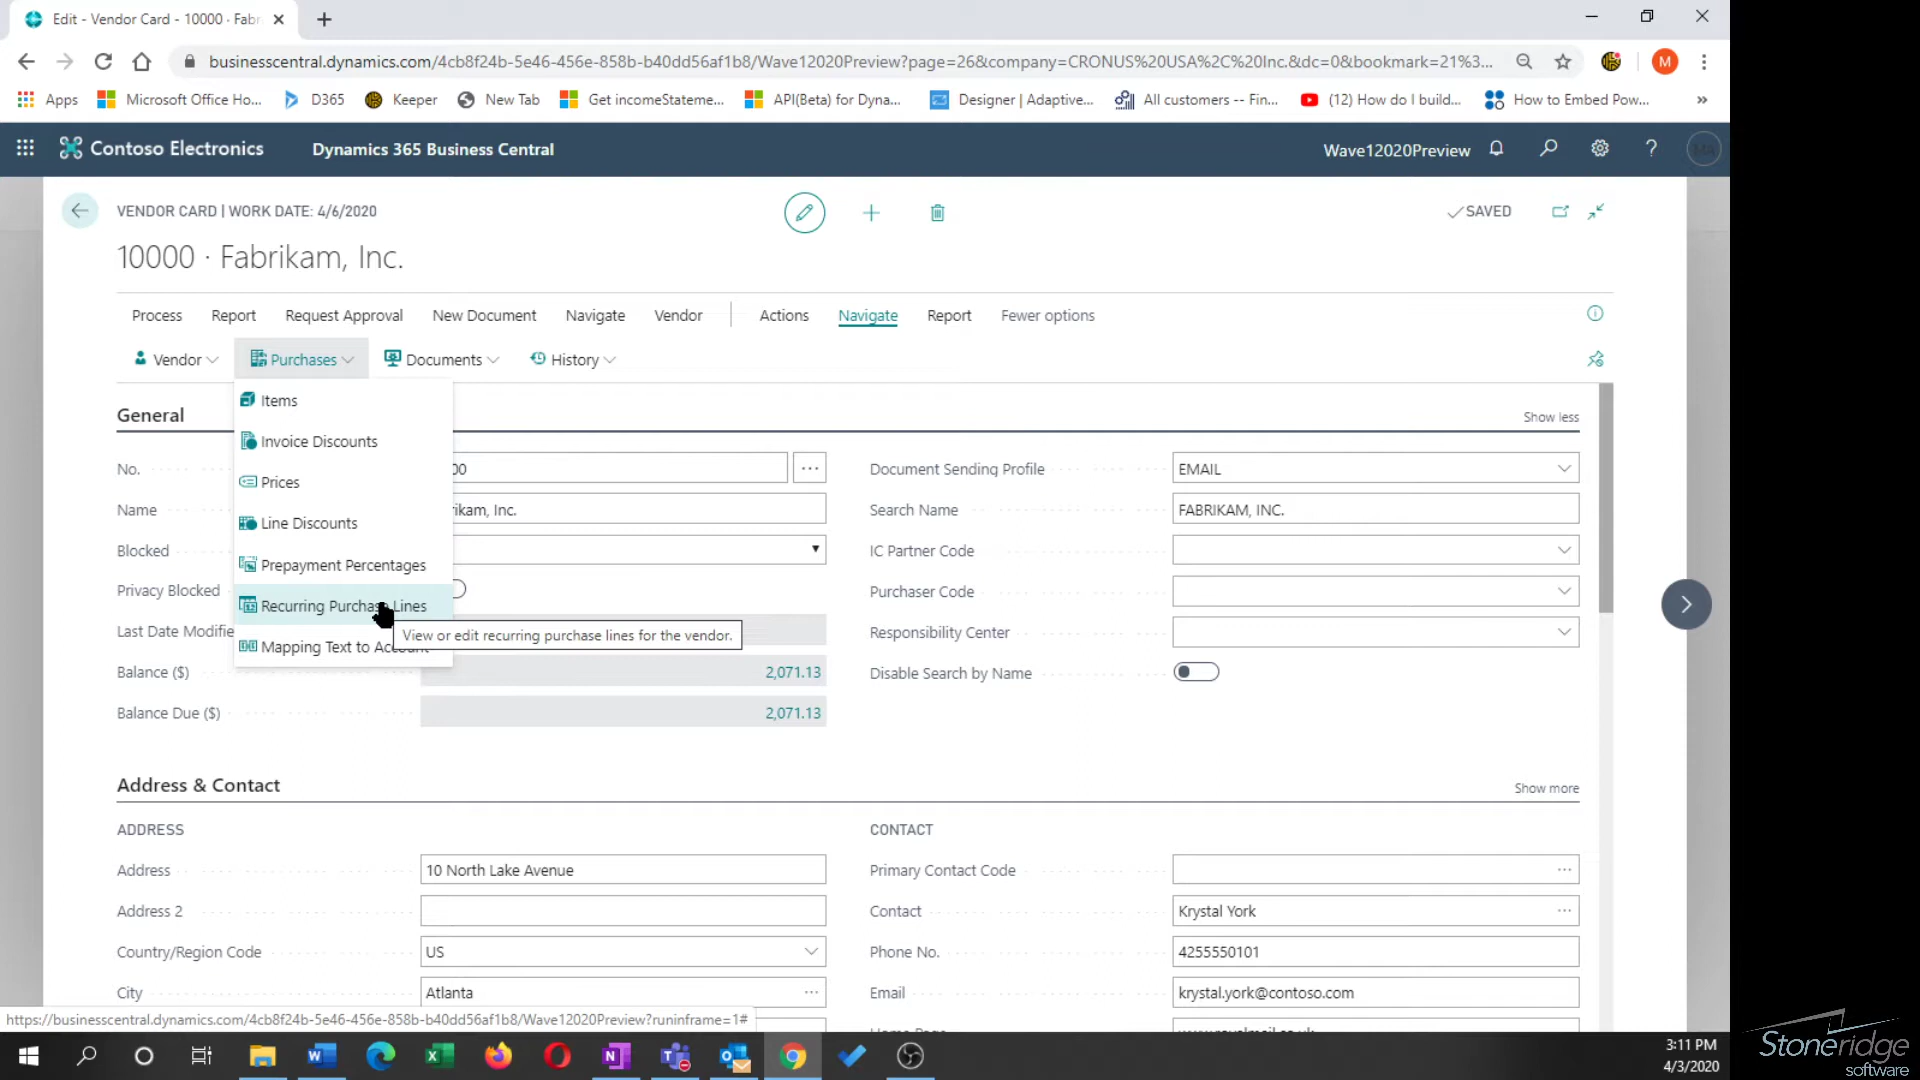 Edit - Vendor Card - 10000 · Fabr
businesscentral.dynamics.com/4cb8f24b-5e46-456e-858b-b40dd56af1b8/Wave12020Preview?page=26&company=CRONUS%20USA%2C%20Inc.&dc=0&bookmark=21%3...
M
Apps Microsoft Office Ho... D365 Keeper New Tab Get incomeStateme... API(Beta) for Dyna... Designer | Adaptive... All customers -- Fin... (12) How do I build... How to Embed Pow... »
Contoso Electronics Dynamics 365 Business Central Wave12020Preview ? MA
VENDOR CARD | WORK DATE: 4/6/2020 SAVED
10000 · Fabrikam, Inc.
Process Report Request Approval New Document Navigate Vendor Actions Navigate Report Fewer options
Vendor Purchases Documents History
Items
General Show less
Invoice Discounts
No. 00 Document Sending Profile EMAIL
Prices
Name rikam, Inc. Search Name FABRIKAM, INC.
Line Discounts
Blocked IC Partner Code
Prepayment Percentages
Privacy Blocked Purchaser Code
Recurring Purchase Lines
Last Date Modifie View or edit recurring purchase lines for the vendor. Responsibility Center
Mapping Text to Account
Balance ($) 2,071.13 Disable Search by Name
Balance Due ($) 2,071.13
Address & Contact Show more
ADDRESS CONTACT
Address 10 North Lake Avenue Primary Contact Code
Address 2 Contact Krystal York
Country/Region Code US Phone No. 4255550101
City Atlanta Email krystal.york@contoso.com
https://businesscentral.dynamics.com/4cb8f24b-5e46-456e-858b-b40dd56af1b8/Wave12020Preview?runinframe=1#
3:11 PM
4/3/2020
Stoneridge
software